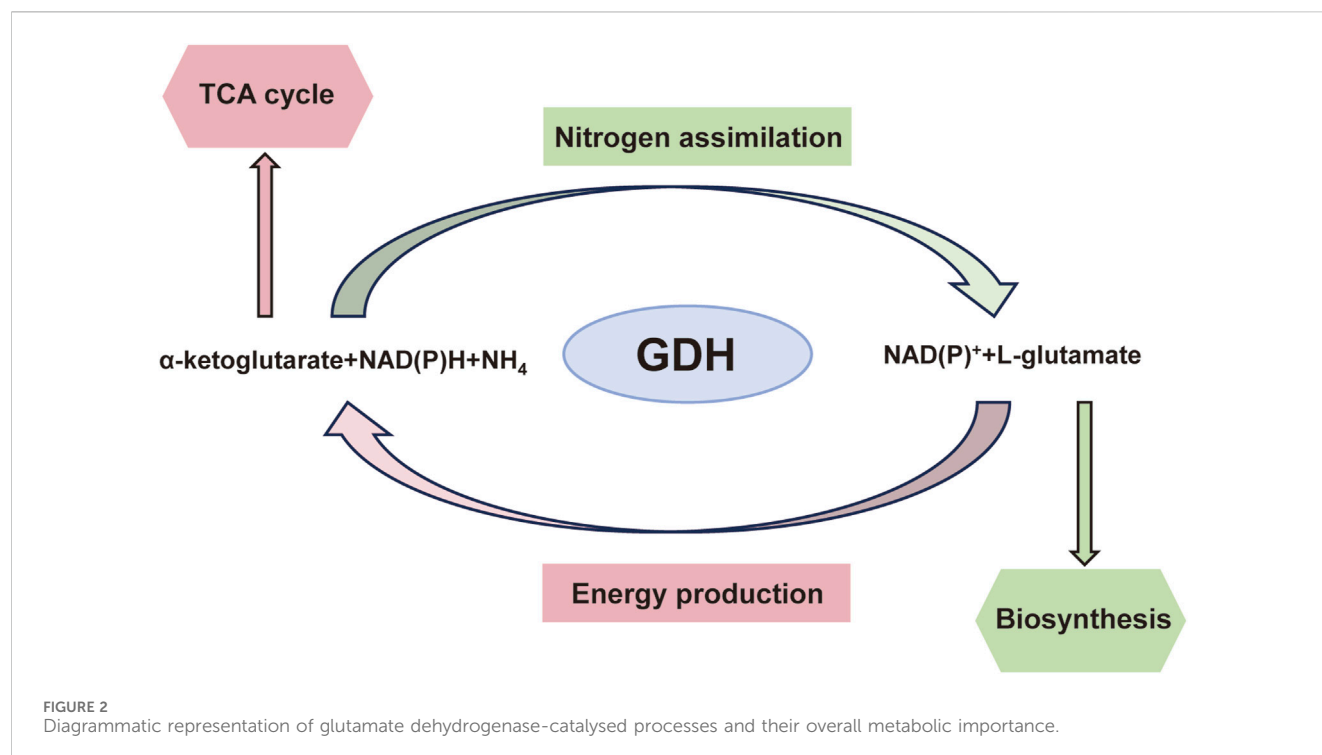 TCA cycle
Nitrogen assimilation
α-ketoglutarate+NAD(P)H+NH₄
GDH
NAD(P)⁺+L-glutamate
Energy production
Biosynthesis
FIGURE 2
Diagrammatic representation of glutamate dehydrogenase-catalysed processes and their overall metabolic importance.